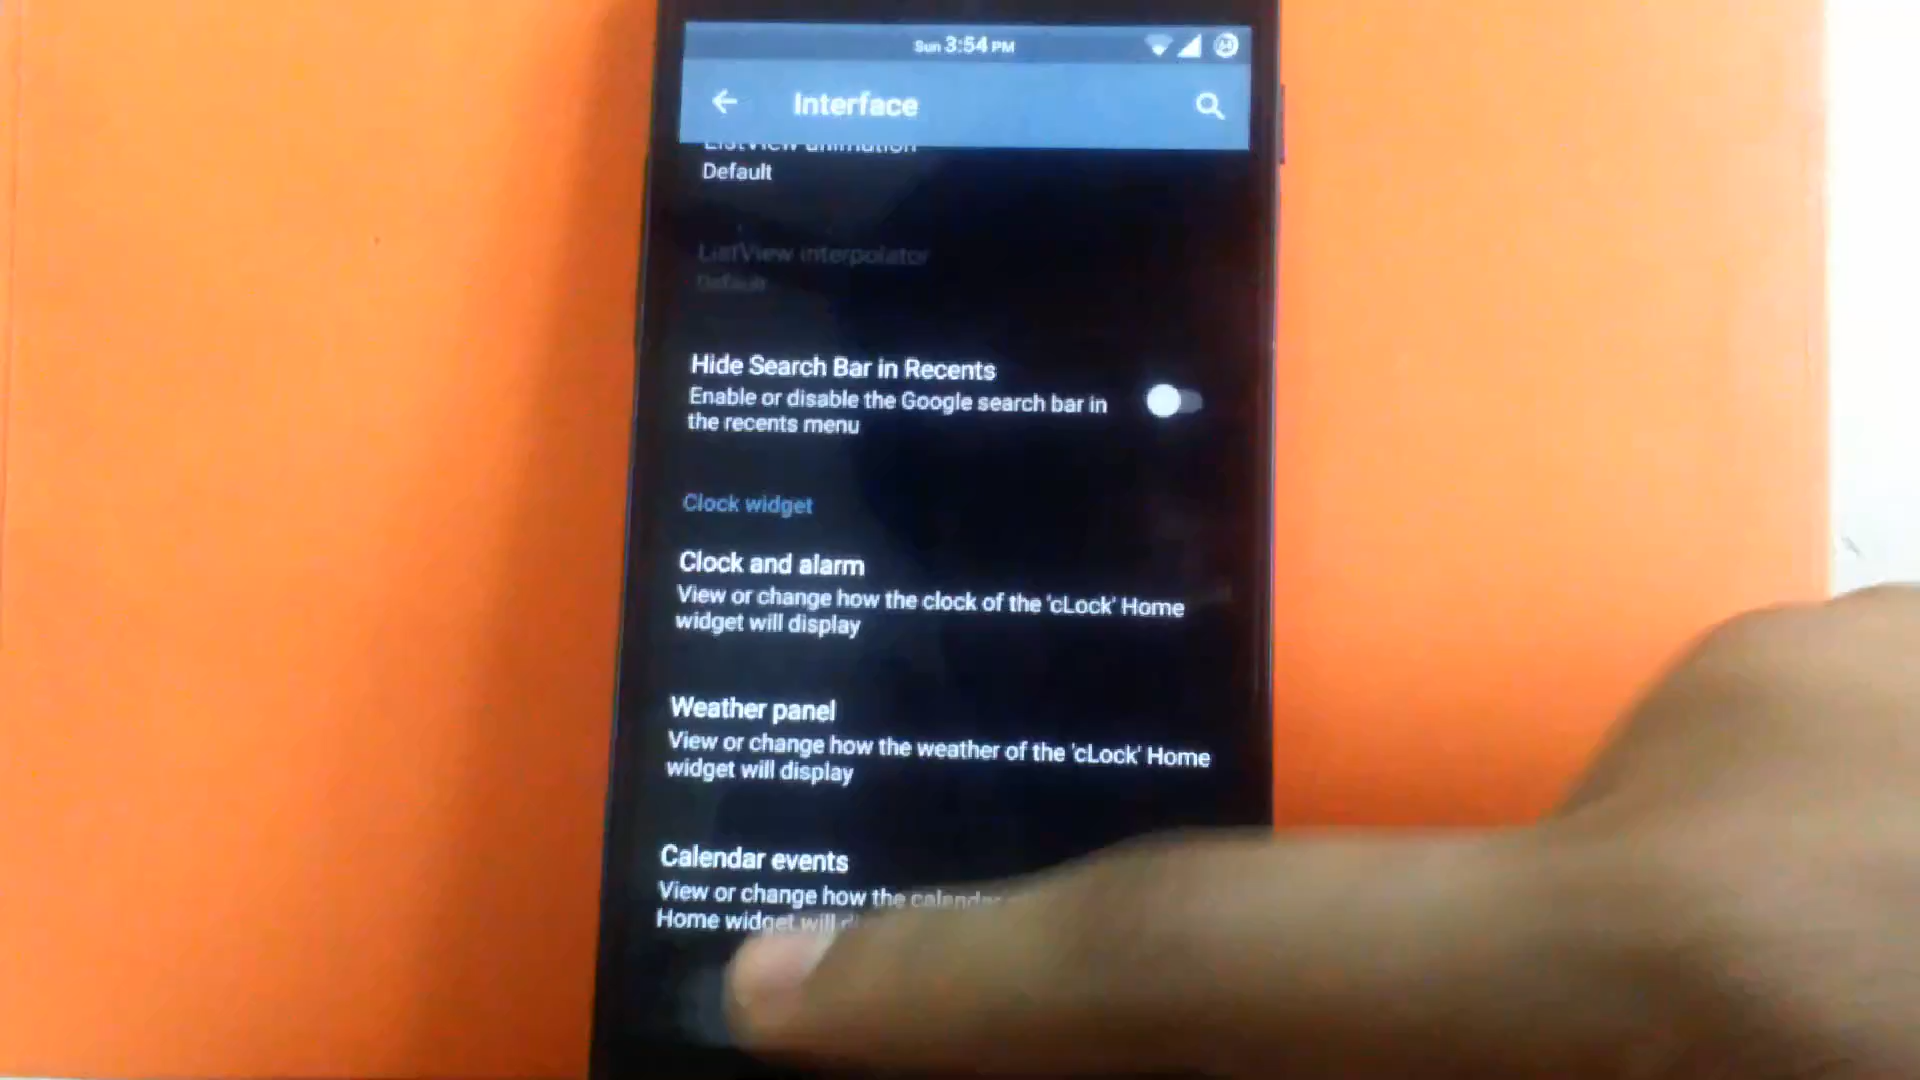 Sun 3:54 PM
Interface
ListView animation
Default
ListView interpolator
Default
Hide Search Bar in Recents
Enable or disable the Google search bar in
the recents menu
Clock widget
Clock and alarm
View or change how the clock of the 'cLock' Home
widget will display
Weather panel
View or change how the weather of the 'cLock' Home
widget will display
Calendar events
View or change how the calendar
Home widget will